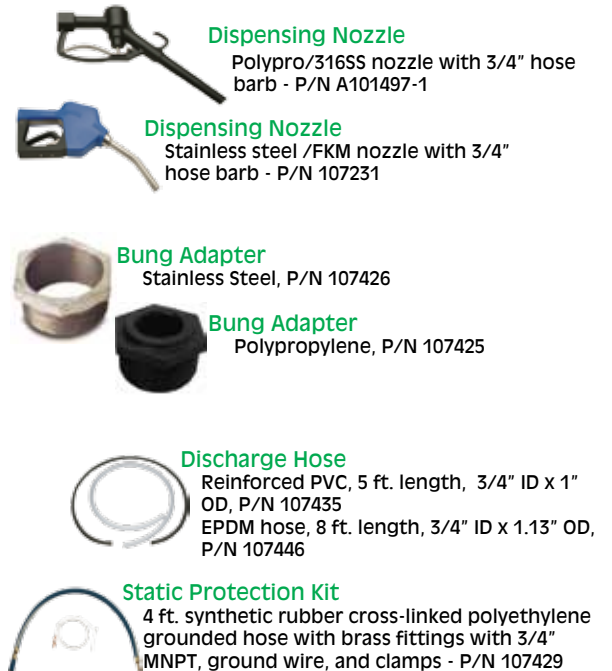 Dispensing Nozzle
Polypro/316SS nozzle with 3/4" hose
barb - P/N A101497-1
Dispensing Nozzle
Stainless steel /FKM nozzle with 3/4"
hose barb - P/N 107231
Bung Adapter
Stainless Steel, P/N 107426
Bung Adapter
Polypropylene, P/N 107425
Discharge Hose
Reinforced PVC, 5 ft. length, 3/4" ID x 1"
OD, P/N 107435
EPDM hose, 8 ft. length, 3/4" ID x 1.13" OD,
P/N 107446
Static Protection Kit
4 ft. synthetic rubber cross-linked polyethylene
grounded hose with brass fittings with 3/4"
MNPT, ground wire, and clamps - P/N 107429